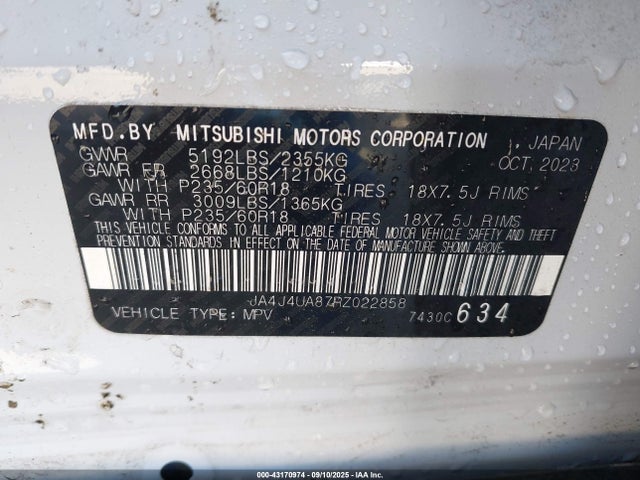 MFD.BY MITSUBISHI MOTORS CORPORATION , JAPAN
GVWR 5192LBS/2355KG OCT, 2023
GAWR FR 2668LBS/1210KG
WITH P235/60R18 TIRES 18X7.5J RIMS
GAWR RR 3009LBS/1365KG
WITH P235/60R18 TIRES 18X7.5J RIMS
THIS VEHICLE CONFORMS TO ALL APPLICABLE FEDERAL MOTOR VEHICLE SAFETY AND THEFT
PREVENTION STANDARDS IN EFFECT ON THE DATE OF MANUFACTURE SHOWN ABOVE.
JA4J4UA87RZ022858
VEHICLE TYPE: MPV 7430C 634
000-43170974 - 09/10/2025 - IAA Inc.